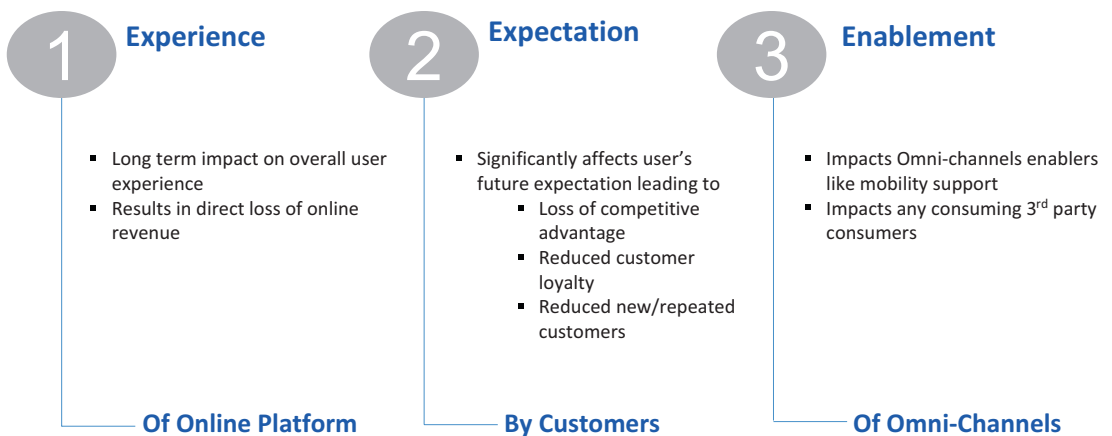 1
Experience
▪ Long term impact on overall user
experience
▪ Results in direct loss of online
revenue
Of Online Platform
2
Expectation
▪ Significantly affects user’s
future expectation leading to
▪ Loss of competitive
advantage
▪ Reduced customer
loyalty
▪ Reduced new/repeated
customers
By Customers
3
Enablement
▪ Impacts Omni-channels enablers
like mobility support
▪ Impacts any consuming 3rd party
consumers
Of Omni-Channels